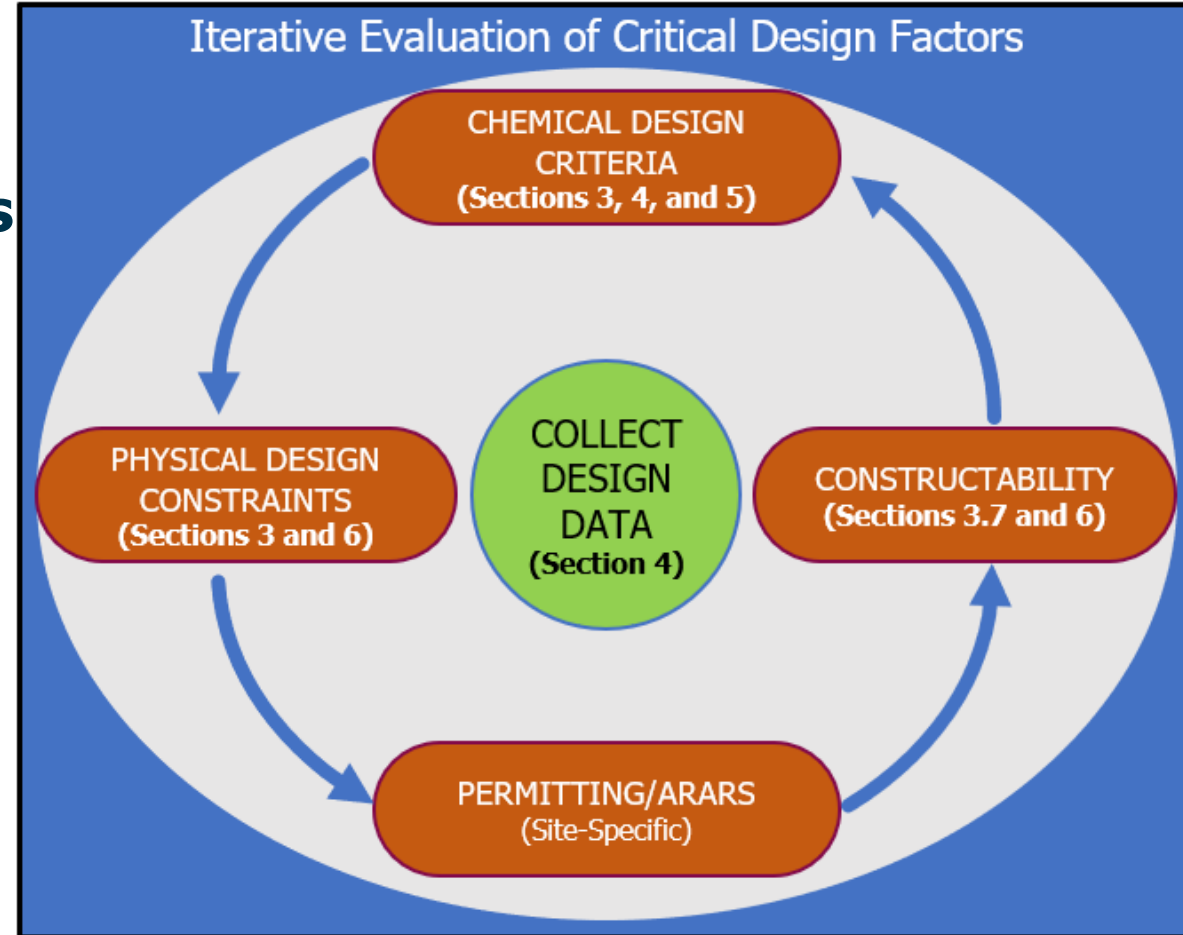 Iterative Evaluation of Critical Design Factors
CHEMICAL DESIGN
CRITERIA
(Sections 3, 4, and 5)
s
PHYSICAL DESIGN
CONSTRAINTS
(Sections 3 and 6)
COLLECT
DESIGN
DATA
(Section 4)
CONSTRUCTABILITY
(Sections 3.7 and 6)
PERMITTING/ARARS
(Site-Specific)